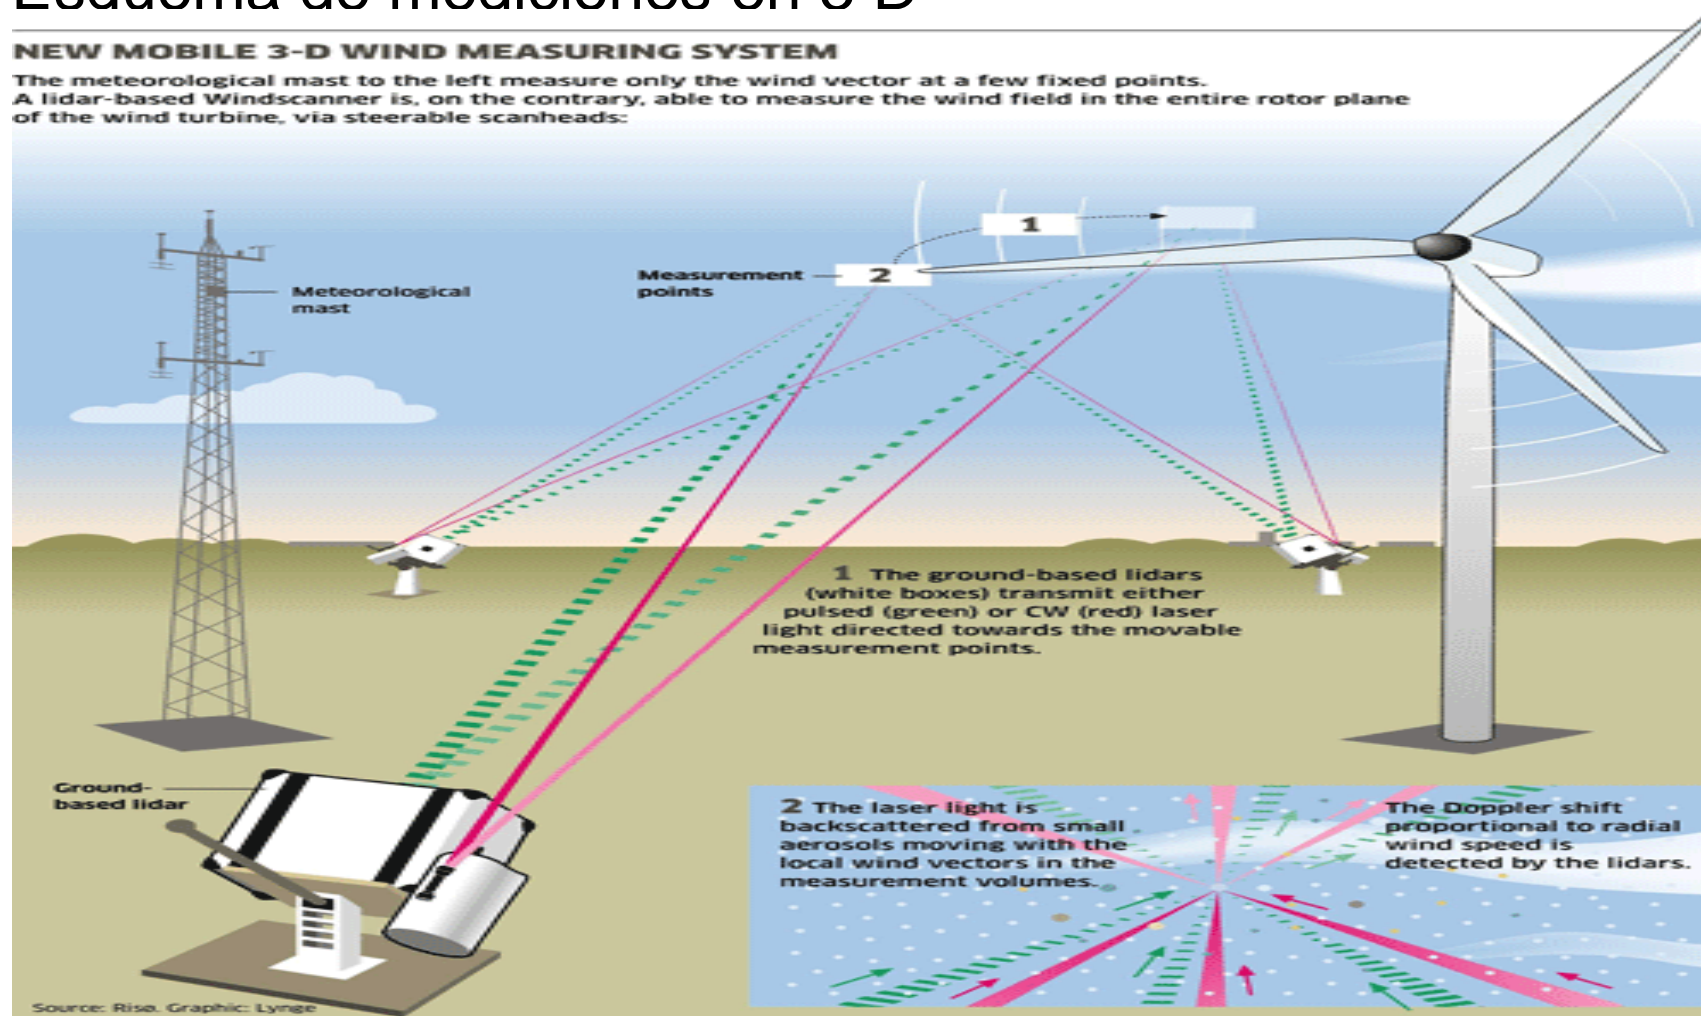 Esquema de mediciones en 3 D
NEW MOBILE 3-D WIND MEASURING SYSTEM
The meteorological mast to the left measure only the wind vector at a few fixed points.
A lidar-based Windscanner is, on the contrary, able to measure the wind field in the entire rotor plane
of the wind turbine, via steerable scanheads:
1
2
Measurement
points
Meteorological
mast
1 The ground-based lidars
(white boxes) transmit either
pulsed (green) or CW (red) laser
light directed towards the movable
measurement points.
Ground-
based lidar
2 The laser light is
backscattered from small
aerosols moving with the
local wind vectors in the
measurement volumes.
The Doppler shift
proportional to radial
wind speed is
detected by the lidars.
Source: Risø. Graphic: Lynge